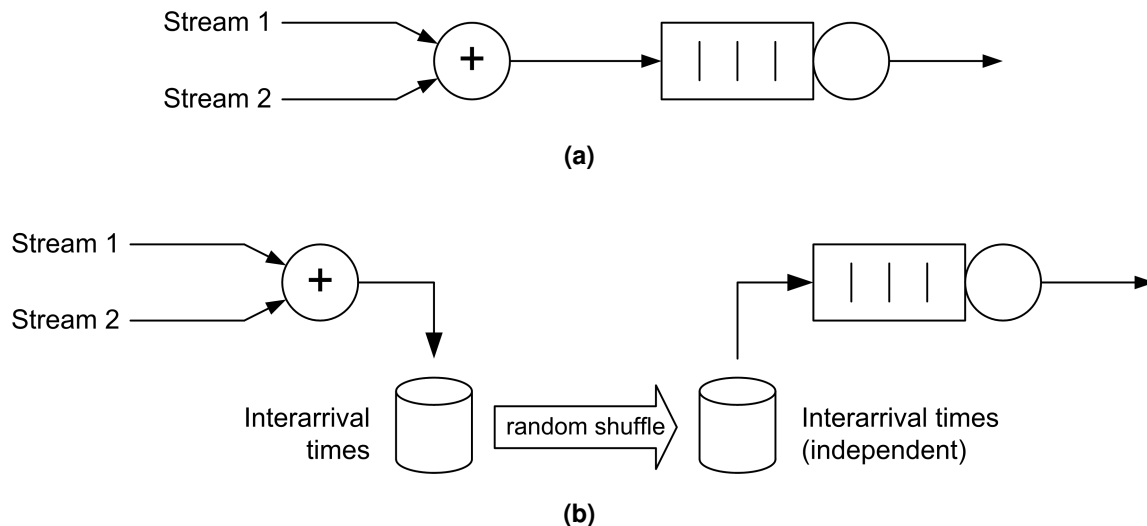 Stream 1
+
Stream 2
(a)
Stream 1
+
Stream 2
Interarrival
times
random shuffle
Interarrival times
(independent)
(b)